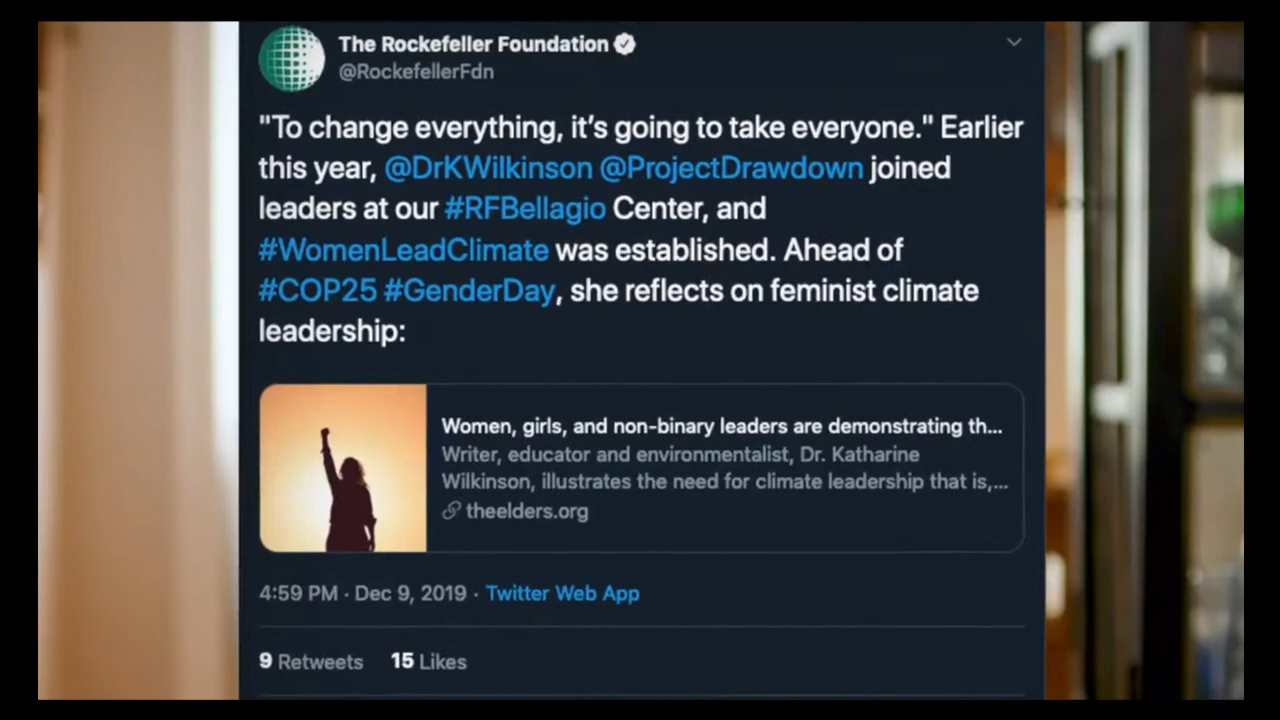 The Rockefeller Foundation
@RockefellerFdn
"To change everything, it's going to take everyone." Earlier
this year, @DrKWilkinson @ProjectDrawdown joined
leaders at our #RFBellagio Center, and
#WomenLeadClimate was established. Ahead of
#COP25 #GenderDay, she reflects on feminist climate
leadership:
Women, girls, and non-binary leaders are demonstrating th...
Writer, educator and environmentalist, Dr. Katharine
Wilkinson, illustrates the need for climate leadership that is,...
theelders.org
4:59 PM · Dec 9, 2019 · Twitter Web App
9 Retweets 15 Likes